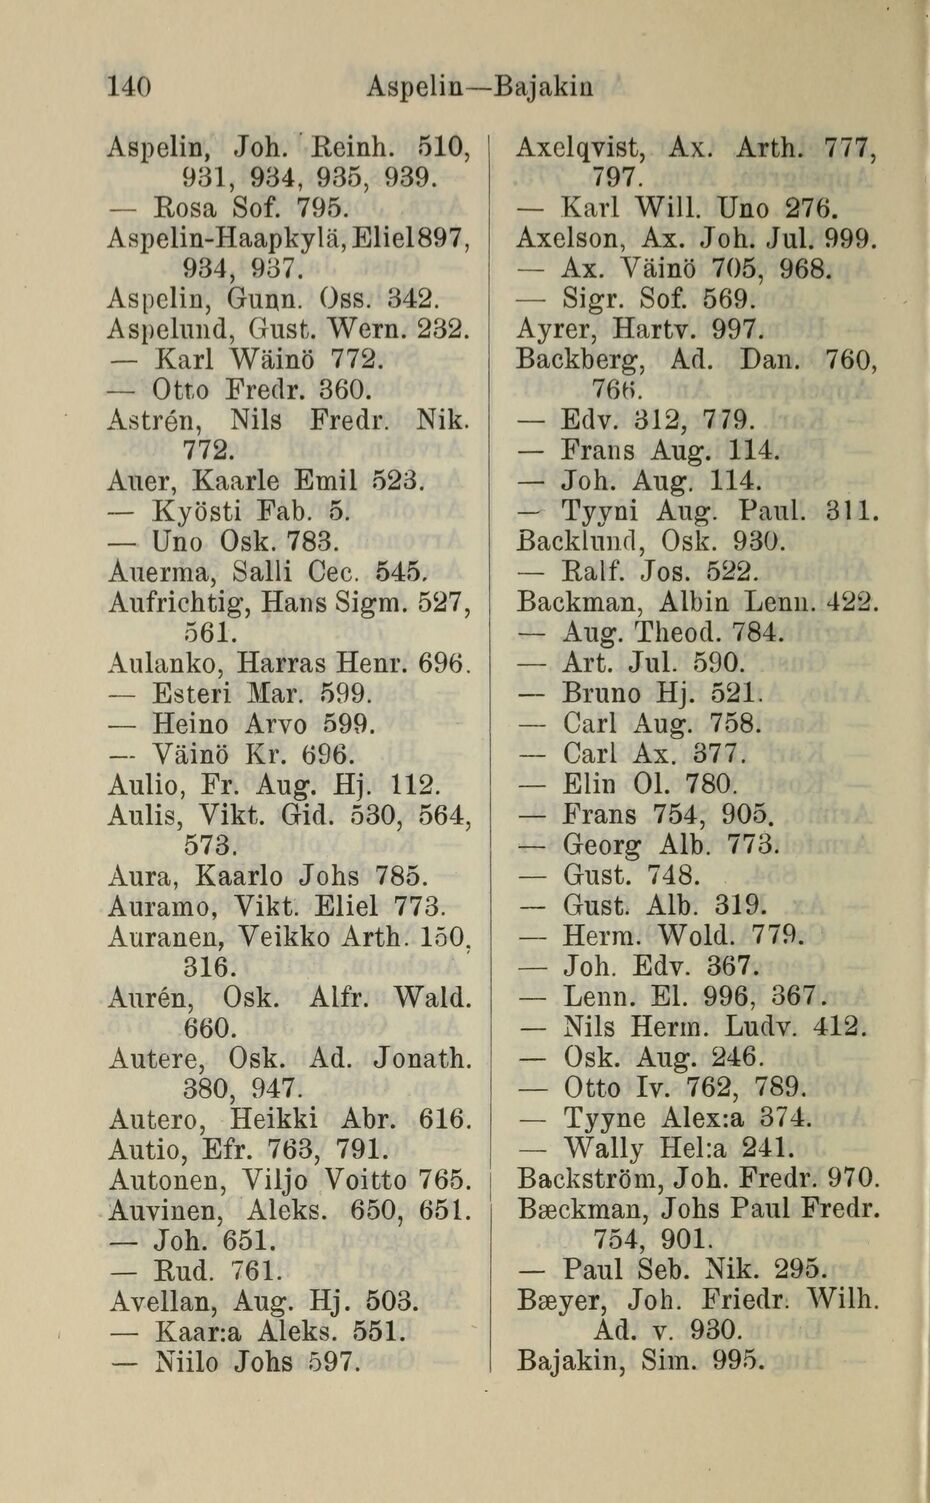 140
Aspelin—Bajakin
Aspelin, Joh. Reinh. 510,
931, 934, 935, 939.
— Rosa Sof. 795.
Aspelin-Haapkylä, Eliel 897,
934, 937.
Aspelin, Gunn. Oss. 342.
Aspelund, Gust. Wern. 232.
— Karl Wäinö 772.
— Otto Fredr. 360.
Astrén, Nils Fredr. Nik.
772.
Auer, Kaarle Emil 523.
— Kyösti Fab. 5.
— Uno Osk. 783.
Auerma, Salli Cec. 545.
Aufrichtig, Hans Sigm. 527,
561.
Aulanko, Harras Henr. 696.
— Esteri Mar. 599.
— Heino Arvo 599.
— Väinö Kr. 696.
Aulio, Fr. Aug. Hj. 112.
Aulis, Vikt. Gid. 530, 564,
573.
Aura, Kaarlo Johs 785.
Auramo, Vikt. Eliel 773.
Auranen, Veikko Arth. 150,
316.
Aurén, Osk. Alfr. Wald.
660.
Autere, Osk. Ad. Jonath.
380, 947.
Autero, Heikki Abr. 616.
Autio, Efr. 763, 791.
Autonen, Viljo Voitto 765.
Auvinen, Aleks. 650, 651.
— Joh. 651.
— Rud. 761.
Avellan, Aug. Hj. 503.
— Kaar:a Aleks. 551.
— Niilo Johs 597.
Axelqvist, Ax. Arth. 777,
797.
— Karl Will. Uno 276.
Axelson, Ax. Joh. Jul. 999.
— Ax. Väinö 705, 968.
— Sigr. Sof. 569.
Ayrer, Hartv. 997.
Backberg, Ad. Dan. 760,
766.
— Edv. 312, 779.
— Frans Aug. 114.
— Joh. Aug. 114.
— Tyyni Aug. Paul. 311.
Backlund, Osk. 930.
— Ralf. Jos. 522.
Backman, Albin Lenn. 422.
— Aug. Theod. 784.
— Art. Jul. 590.
— Bruno Hj. 521.
— Carl Aug. 758.
— Carl Ax. 377.
— Elin Ol. 780.
— Frans 754, 905.
— Georg Alb. 773.
— Gust. 748.
— Gust. Alb. 319.
— Herm. Wold. 779.
— Joh. Edv. 367.
— Lenn. El. 996, 367.
— Nils Herm. Ludv. 412.
— Osk. Aug. 246.
— Otto Iv. 762, 789.
— Tyyne Alex:a 374.
— Wally Hel:a 241.
Backström, Joh. Fredr. 970.
Bæckman, Johs Paul Fredr.
754, 901.
— Paul Seb. Nik. 295.
Bæyer, Joh. Friedr. Wilh.
Ad. v. 930.
Bajakin, Sim. 995.